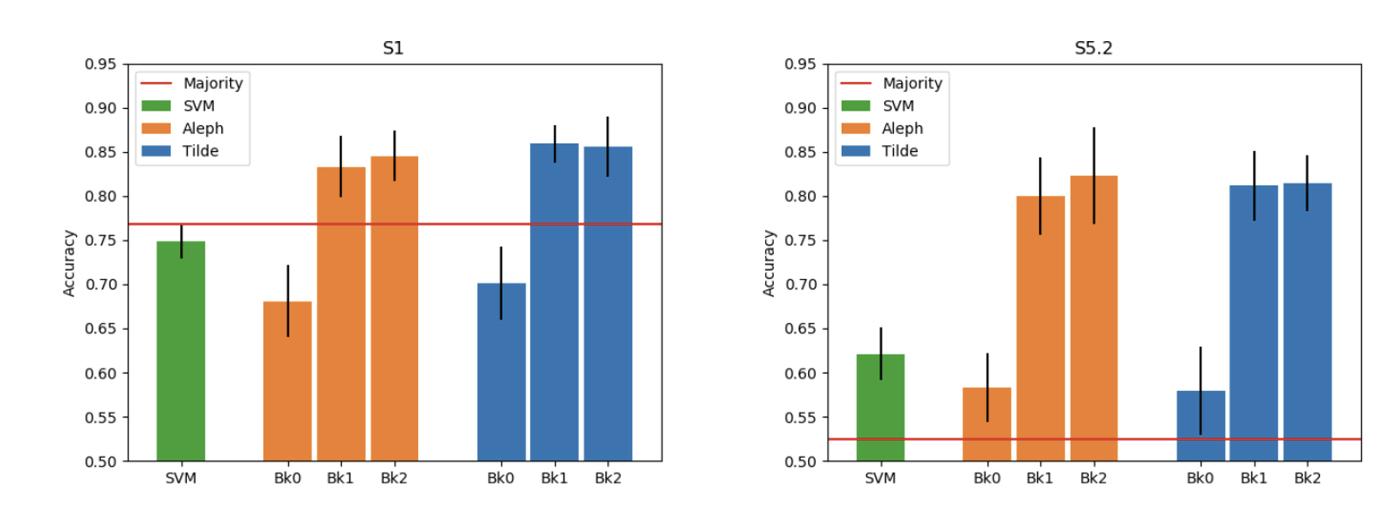 S1
0.95
0.90
0.85
0.80
0.75
0.70
0.65
0.60
0.55
0.50
Accuracy
Majority
SVM
Aleph
Tilde
SVM Bk0 Bk1 Bk2 Bk0 Bk1 Bk2
S5.2
0.95
0.90
0.85
0.80
0.75
0.70
0.65
0.60
0.55
0.50
Accuracy
Majority
SVM
Aleph
Tilde
SVM Bk0 Bk1 Bk2 Bk0 Bk1 Bk2